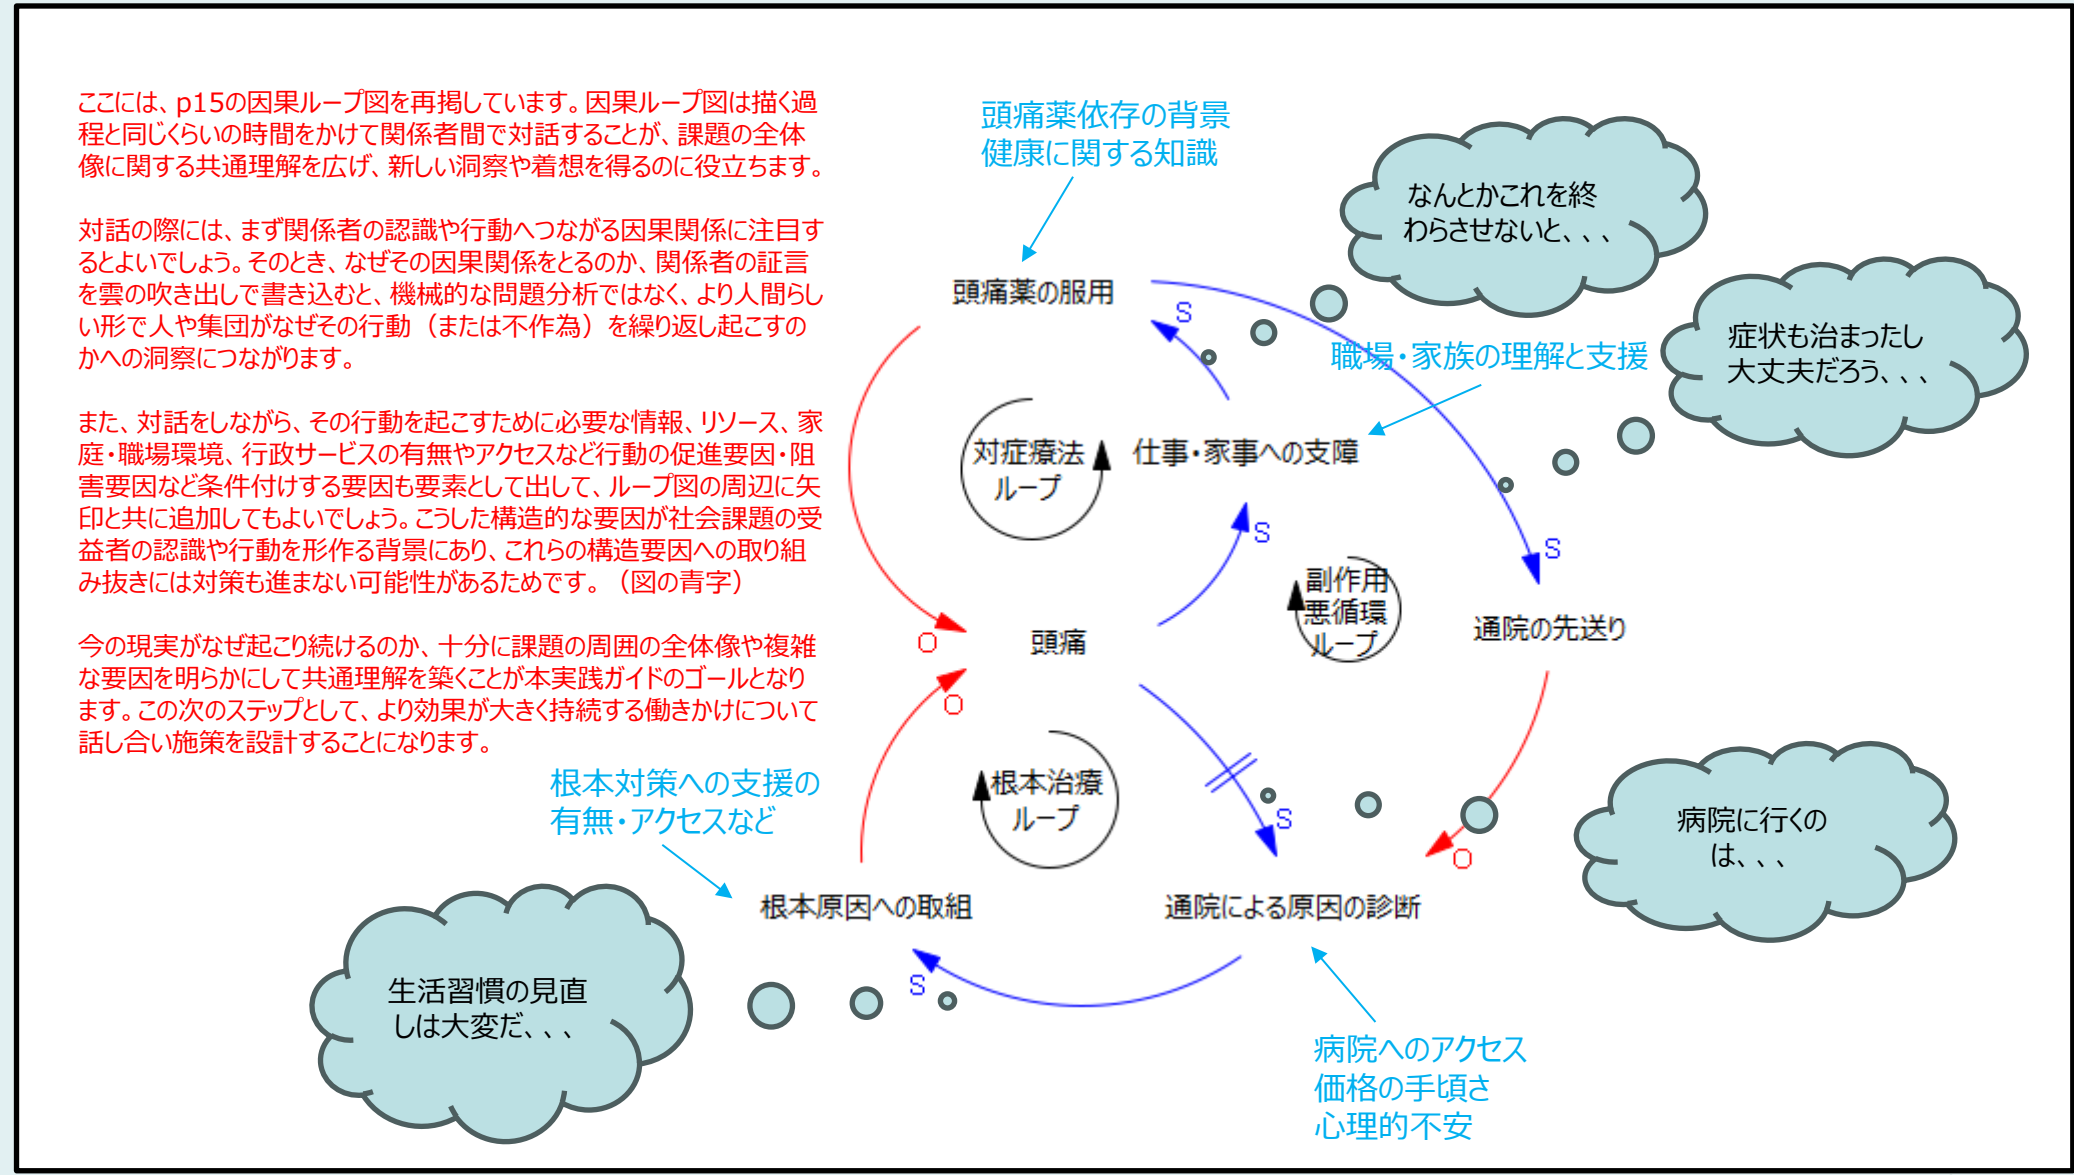 ここには、p15の因果ループ図を再掲しています。因果ループ図は描く過
程と同じくらいの時間をかけて関係者間で対話することが、課題の全体
像に関する共通理解を広げ、新しい洞察や着想を得るのに役立ちます。
対話の際には、まず関係者の認識や行動へつながる因果関係に注目す
るとよいでしょう。そのとき、なぜその因果関係をとるのか、関係者の証言
を雲の吹き出しで書き込むと、機械的な問題分析ではなく、より人間らし
い形で人や集団がなぜその行動（または不作為）を繰り返し起こすの
かへの洞察につながります。
また、対話をしながら、その行動を起こすために必要な情報、リソース、家
庭・職場環境、行政サービスの有無やアクセスなど行動の促進要因・阻
害要因など条件付けする要因も要素として出して、ループ図の周辺に矢
印と共に追加してもよいでしょう。こうした構造的な要因が社会課題の受
益者の認識や行動を形作る背景にあり、これらの構造要因への取り組
み抜きには対策も進まない可能性があるためです。（図の青字）
今の現実がなぜ起こり続けるのか、十分に課題の周囲の全体像や複雑
な要因を明らかにして共通理解を築くことが本実践ガイドのゴールとなり
ます。この次のステップとして、より効果が大きく持続する働きかけについて
話し合い施策を設計することになります。
頭痛薬依存の背景
健康に関する知識
なんとかこれを終
わらさせないと、、、
頭痛薬の服用
S
職場・家族の理解と支援
症状も治まったし
大丈夫だろう、、、
対症療法
ループ
仕事・家事への支障
S
S
副作用
悪循環
ループ
通院の先送り
O
頭痛
O
根本治療
ループ
S
O
根本対策への支援の
有無・アクセスなど
病院に行くの
は、、、
根本原因への取組
通院による原因の診断
S
生活習慣の見直
しは大変だ、、、
病院へのアクセス
価格の手頃さ
心理的不安